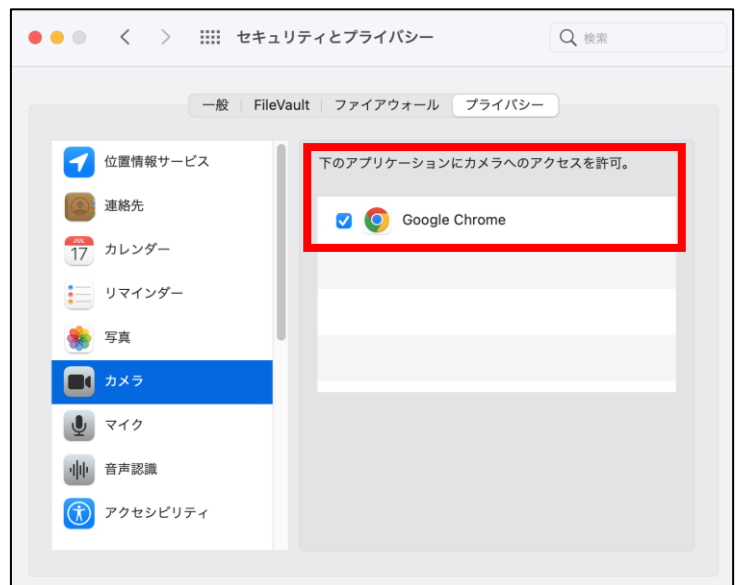 セキュリティとプライバシー
検索
一般 FileVault ファイアウォール プライバシー
位置情報サービス
連絡先
JUL
17
カレンダー
リマインダー
写真
カメラ
マイク
音声認識
アクセシビリティ
下のアプリケーションにカメラへのアクセスを許可。
Google Chrome